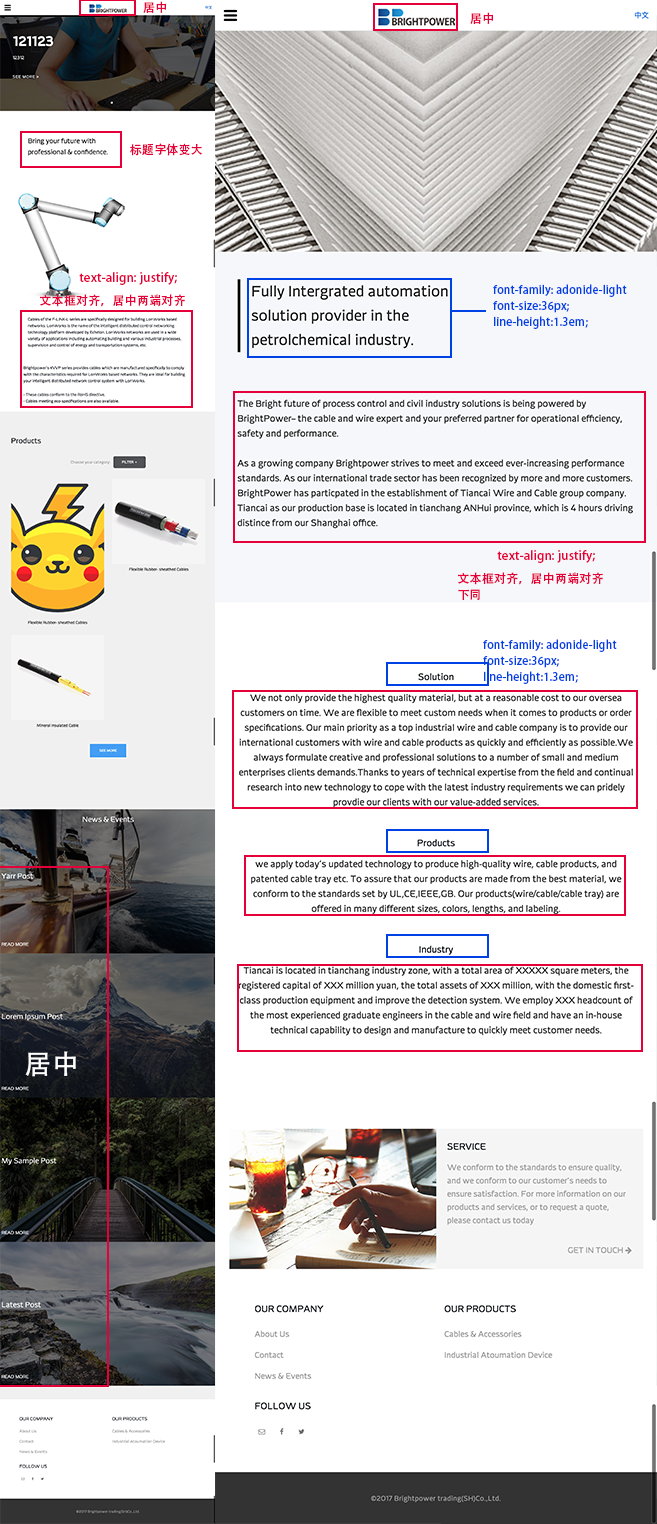 BRIGHTPOWER
居中
中文
121123
12312
SEE MORE >
Bring your future with
professional & confidence.
标题字体变大
text-align: justify;
文本框对齐，居中两端对齐
Cables of the F-LINK-L series are specifically designed for building LonWorks based
networks. LonWorks is the name of the intelligent distributed control networking
technology platform developed by Echelon. LonWorks networks are used in a wide
variety of applications including automating building and various industrial processes,
supervision and control of energy and transportation systems, etc.
Brightpower's KVVP series provides cables which are manufactured specifically to comply
with the characteristics required for LonWorks based networks. They are ideal for building
your intelligent distributed network control system with LonWorks.
- These cables conform to the RoHS directive.
- Cables meeting eco-specifications are also available.
Products
Choose your category
FILTER
Flexible Rubber- sheathed Cables
Flexible Rubber- sheathed Cables
Mineral Insulated Cable
SEE MORE
News & Events
Yarr Post
READ MORE
Lorem Ipsum Post
居中
READ MORE
My Sample Post
READ MORE
Latest Post
READ MORE
OUR COMPANY
OUR PRODUCTS
About Us
Cables & Accessories
Contact
Industrial Atoumation Device
News & Events
FOLLOW US
©2017 Brightpower trading(SH)Co.,Ltd.
BRIGHTPOWER
居中
中文
Fully Intergrated automation
solution provider in the
petrolchemical industry.
font-family: adonide-light
font-size:36px;
line-height:1.3em;
The Bright future of process control and civil industry solutions is being powered by
BrightPower– the cable and wire expert and your preferred partner for operational efficiency,
safety and performance.
As a growing company Brightpower strives to meet and exceed ever-increasing performance
standards. As our international trade sector has been recognized by more and more customers.
BrightPower has particpated in the establishment of Tiancai Wire and Cable group company.
Tiancai as our production base is located in tianchang ANHui province, which is 4 hours driving
distince from our Shanghai office.
text-align: justify;
文本框对齐，居中两端对齐
下同
font-family: adonide-light
font-size:36px;
line-height:1.3em;
Solution
We not only provide the highest quality material, but at a reasonable cost to our oversea
customers on time. We are flexible to meet custom needs when it comes to products or order
specifications. Our main priority as a top industrial wire and cable company is to provide our
international customers with wire and cable products as quickly and efficiently as possible.We
always formulate creative and professional solutions to a number of small and medium
enterprises clients demands.Thanks to years of technical expertise from the field and continual
research into new technology to cope with the latest industry requirements we can pridely
provdie our clients with our value-added services.
Products
we apply today's updated technology to produce high-quality wire, cable products, and
patented cable tray etc. To assure that our products are made from the best material, we
conform to the standards set by UL,CE,IEEE,GB. Our products(wire/cable/cable tray) are
offered in many different sizes, colors, lengths, and labeling.
Industry
Tiancai is located in tianchang industry zone, with a total area of XXXXX square meters, the
registered capital of XXX million yuan, the total assets of XXX million, with the domestic first-
class production equipment and improve the detection system. We employ XXX headcount of
the most experienced graduate engineers in the cable and wire field and have an in-house
technical capability to design and manufacture to quickly meet customer needs.
SERVICE
We conform to the standards to ensure quality,
and we conform to our customer's needs to
ensure satisfaction. For more information on our
products and services, or to request a quote,
please contact us today
GET IN TOUCH →
OUR COMPANY
OUR PRODUCTS
About Us
Cables & Accessories
Contact
Industrial Atoumation Device
News & Events
FOLLOW US
©2017 Brightpower trading(SH)Co.,Ltd.